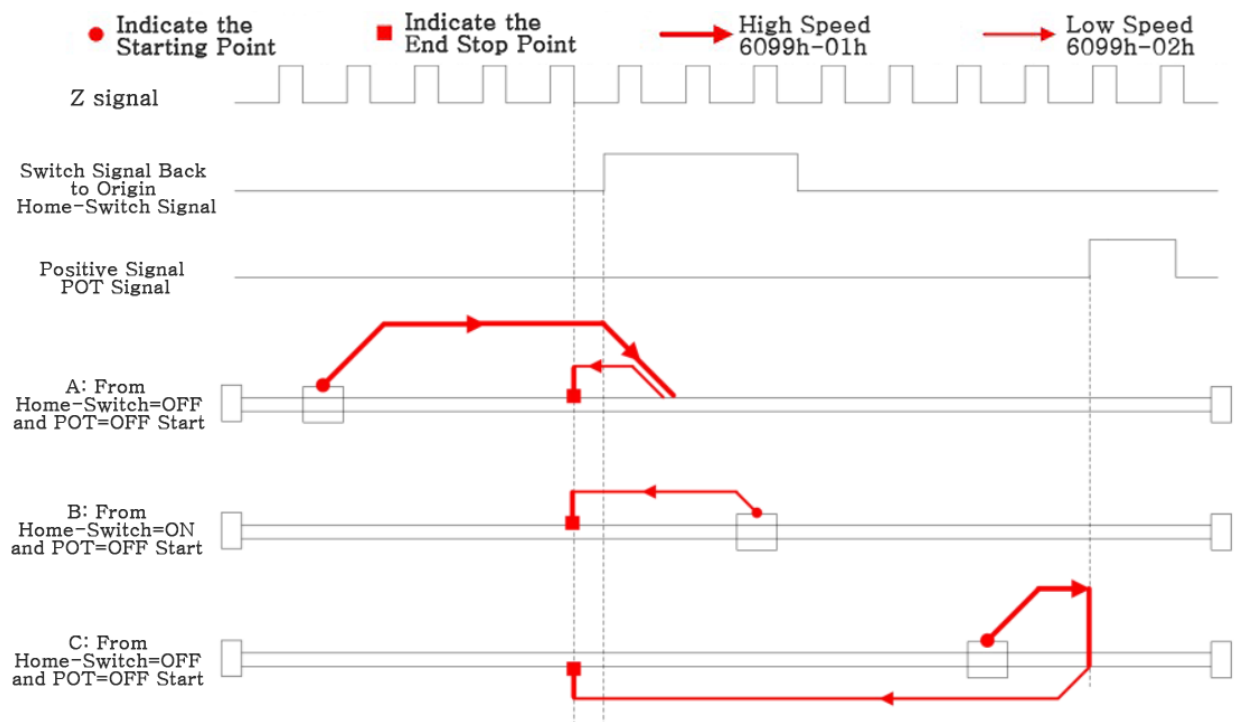 Indicate the
Starting Point
Indicate the
End Stop Point
High Speed
6099h-01h
Low Speed
6099h-02h
Z signal
Switch Signal Back
to Origin
Home-Switch Signal
Positive Signal
POT Signal
A: From
Home-Switch=OFF
and POT=OFF Start
B: From
Home-Switch=ON
and POT=OFF Start
C: From
Home-Switch=OFF
and POT=OFF Start